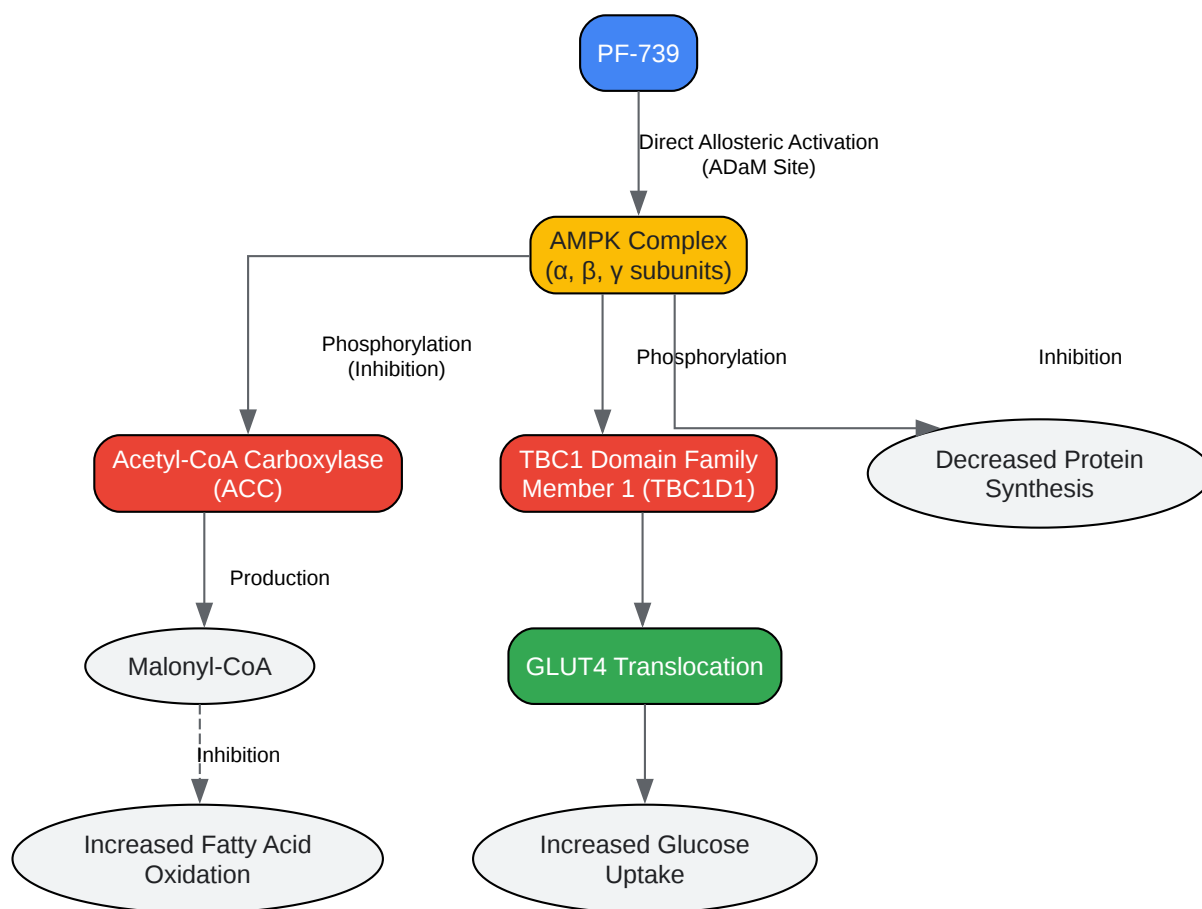 PF-739
Direct Allosteric Activation
(ADaM Site)
AMPK Complex
(α, β, γ subunits)
Phosphorylation
(Inhibition)
Phosphorylation
Inhibition
Acetyl-CoA Carboxylase
(ACC)
TBC1 Domain Family
Member 1 (TBC1D1)
Decreased Protein
Synthesis
Production
Malonyl-CoA
GLUT4 Translocation
Inhibition
Increased Fatty Acid
Oxidation
Increased Glucose
Uptake